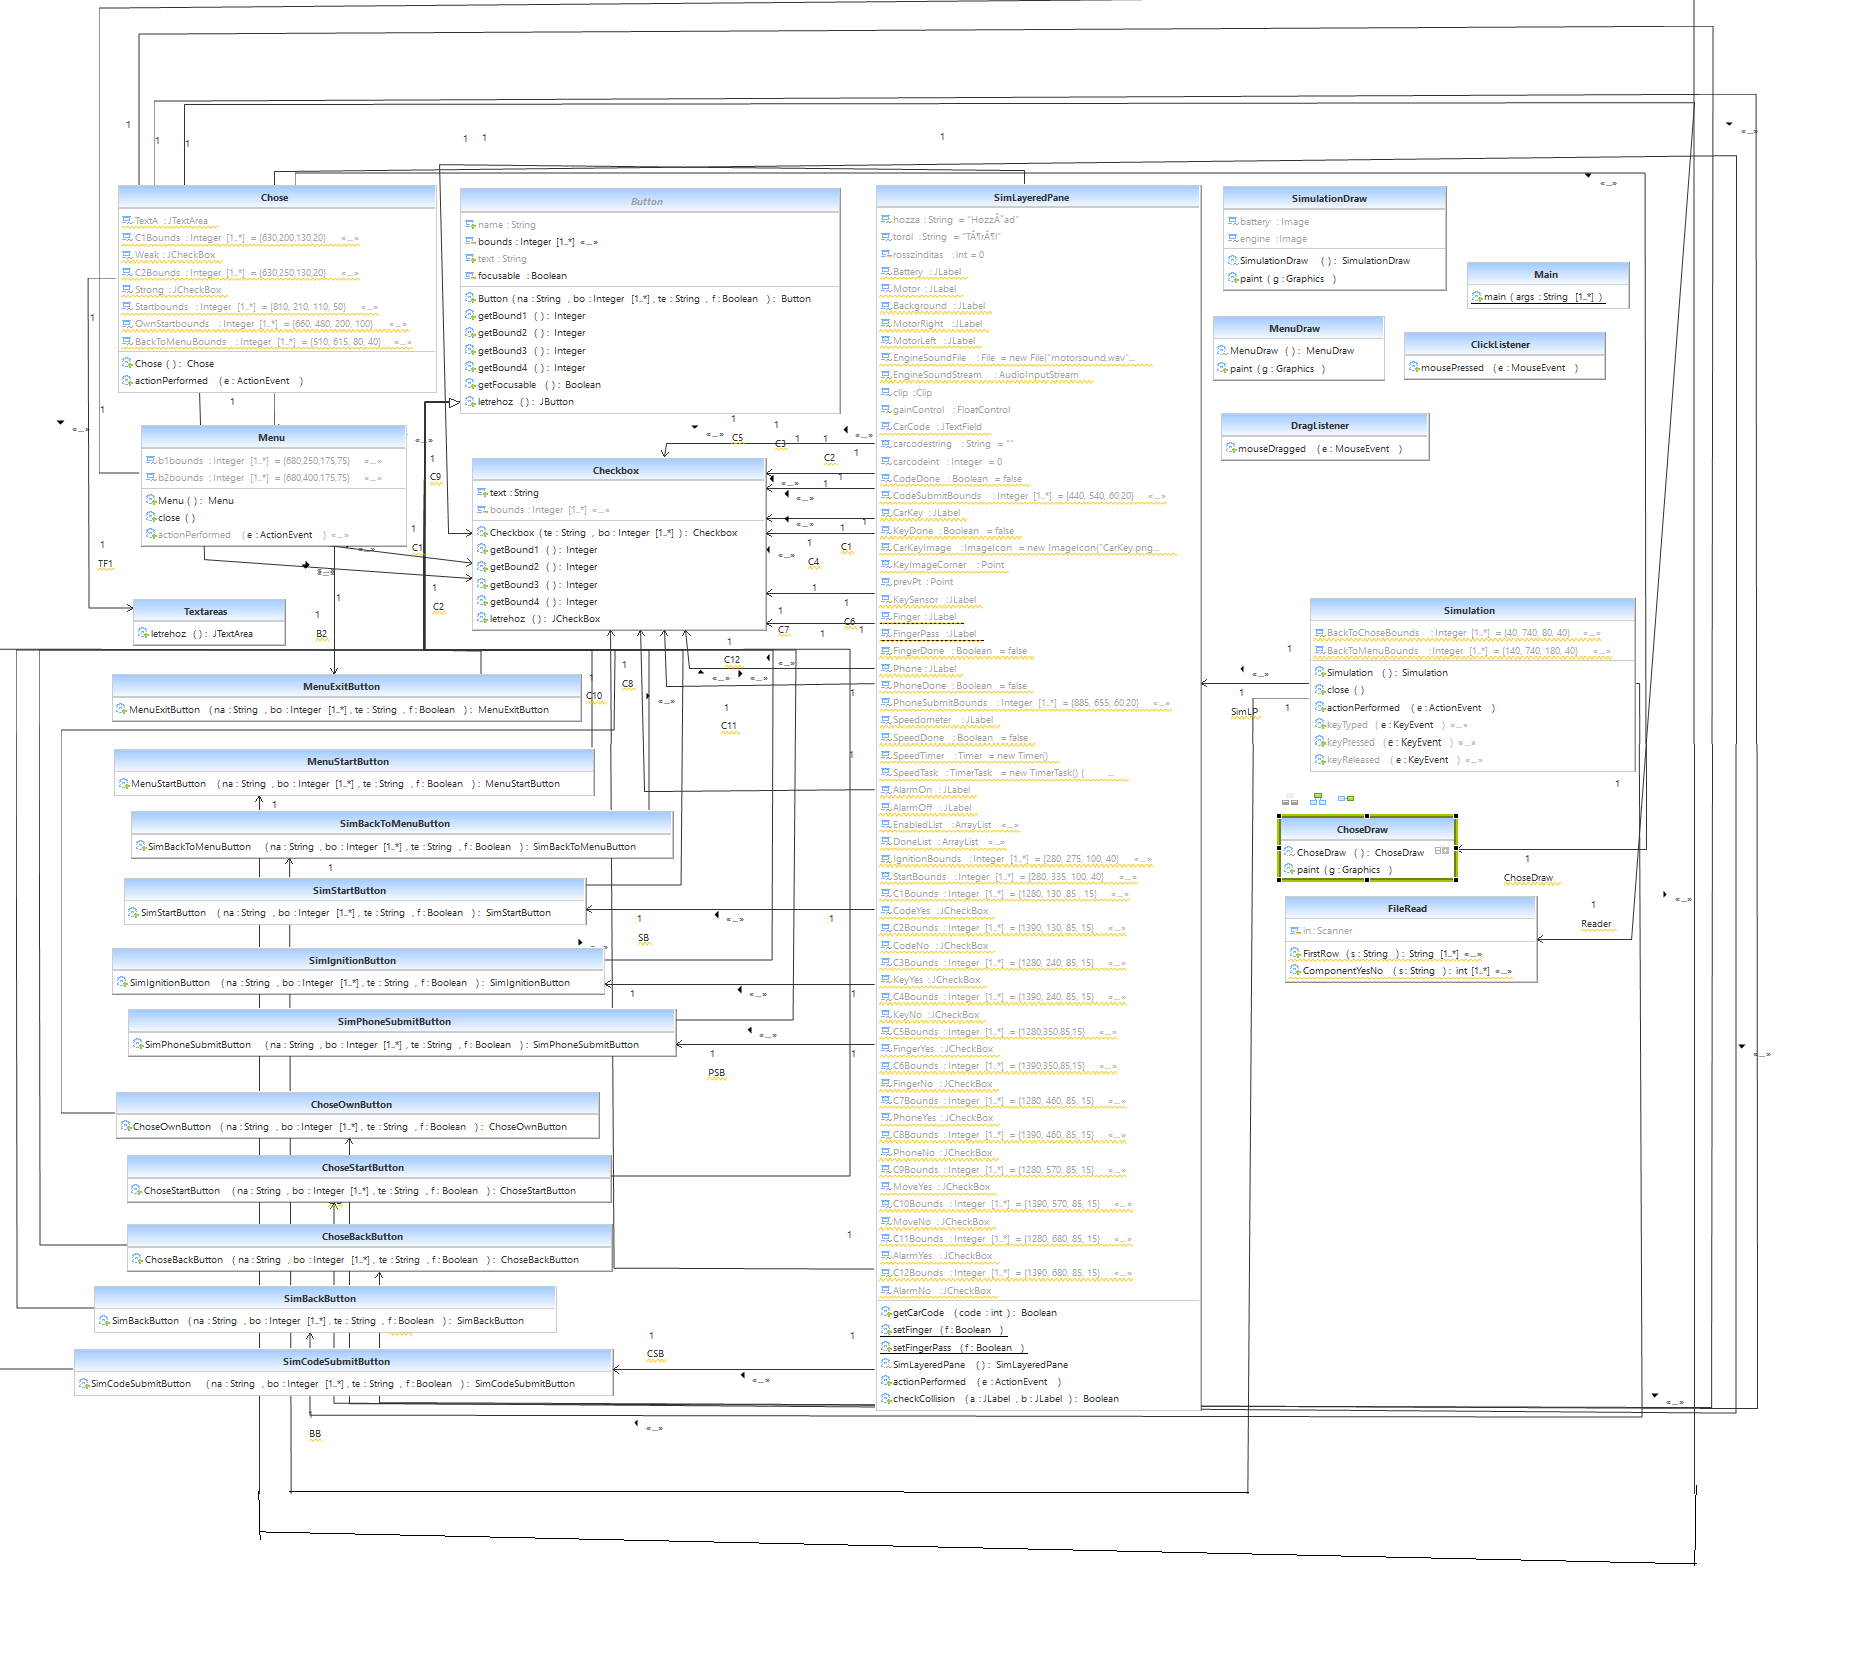 Chose
TextA : JTextArea
C1Bounds : Integer [1..*] = {630,200,130,20} «...»
Weak : JCheckBox
C2Bounds : Integer [1..*] = {630,250,130,20} «...»
Strong : JCheckBox
Startbounds : Integer [1..*] = {810, 210, 110, 50} «...»
OwnStartbounds : Integer [1..*] = {660, 480, 200, 100} «...»
BackToMenuBounds : Integer [1..*] = {510, 615, 80, 40} «...»
Chose ( ) : Chose
actionPerformed ( e : ActionEvent )
Button
name : String
bounds : Integer [1..*] «...»
text : String
focusable : Boolean
Button ( na : String , bo : Integer [1..*] , te : String , f : Boolean ) : Button
getBound1 ( ) : Integer
getBound2 ( ) : Integer
getBound3 ( ) : Integer
getBound4 ( ) : Integer
getFocusable ( ) : Boolean
letrehoz ( ) : JButton
Menu
b1bounds : Integer [1..*] = {680,250,175,75} «...»
b2bounds : Integer [1..*] = {680,400,175,75} «...»
Menu ( ) : Menu
close ( )
actionPerformed ( e : ActionEvent ) «...»
Checkbox
text : String
bounds : Integer [1..*] «...»
Checkbox ( te : String , bo : Integer [1..*] ) : Checkbox
getBound1 ( ) : Integer
getBound2 ( ) : Integer
getBound3 ( ) : Integer
getBound4 ( ) : Integer
letrehoz ( ) : JCheckBox
Textareas
letrehoz ( ) : JTextArea
MenuExitButton
MenuExitButton ( na : String , bo : Integer [1..*] , te : String , f : Boolean ) : MenuExitButton
MenuStartButton
MenuStartButton ( na : String , bo : Integer [1..*] , te : String , f : Boolean ) : MenuStartButton
SimBackToMenuButton
SimBackToMenuButton ( na : String , bo : Integer [1..*] , te : String , f : Boolean ) : SimBackToMenuButton
SimStartButton
SimStartButton ( na : String , bo : Integer [1..*] , te : String , f : Boolean ) : SimStartButton
SimIgnitionButton
SimIgnitionButton ( na : String , bo : Integer [1..*] , te : String , f : Boolean ) : SimIgnitionButton
SimPhoneSubmitButton
SimPhoneSubmitButton ( na : String , bo : Integer [1..*] , te : String , f : Boolean ) : SimPhoneSubmitButton
ChoseOwnButton
ChoseOwnButton ( na : String , bo : Integer [1..*] , te : String , f : Boolean ) : ChoseOwnButton
ChoseStartButton
ChoseStartButton ( na : String , bo : Integer [1..*] , te : String , f : Boolean ) : ChoseStartButton
ChoseBackButton
ChoseBackButton ( na : String , bo : Integer [1..*] , te : String , f : Boolean ) : ChoseBackButton
SimBackButton
SimBackButton ( na : String , bo : Integer [1..*] , te : String , f : Boolean ) : SimBackButton
SimCodeSubmitButton
SimCodeSubmitButton ( na : String , bo : Integer [1..*] , te : String , f : Boolean ) : SimCodeSubmitButton
SimLayeredPane
hozza : String = "HozzĂˇad"
torol : String = "TĂ¶rĂ¶l"
rosszinditas : int = 0
Battery : JLabel
Motor : JLabel
Background : JLabel
MotorRight : JLabel
MotorLeft : JLabel
EngineSoundFile : File = new File("motorsound.wav"...
EngineSoundStream : AudioInputStream
clip : Clip
gainControl : FloatControl
CarCode : JTextField
carcodestring : String = ""
carcodeint : Integer = 0
CodeDone : Boolean = false
CodeSubmitBounds : Integer [1..*] = {440, 540, 60,20} «...»
CarKey : JLabel
KeyDone : Boolean = false
CarKeyImage : ImageIcon = new ImageIcon("CarKey.png...
KeyImageCorner : Point
prevPt : Point
KeySensor : JLabel
Finger : JLabel
FingerPass : JLabel
FingerDone : Boolean = false
Phone : JLabel
PhoneDone : Boolean = false
PhoneSubmitBounds : Integer [1..*] = {885, 655, 60,20} «...»
Speedometer : JLabel
SpeedDone : Boolean = false
SpeedTimer : Timer = new Timer()
SpeedTask : TimerTask = new TimerTask() { ...
AlarmOn : JLabel
AlarmOff : JLabel
EnabledList : ArrayList «...»
DoneList : ArrayList «...»
IgnitionBounds : Integer [1..*] = {280, 275, 100, 40} «...»
StartBounds : Integer [1..*] = {280, 335, 100, 40} «...»
C1Bounds : Integer [1..*] = {1280, 130 ,85 , 15} «...»
CodeYes : JCheckBox
C2Bounds : Integer [1..*] = {1390, 130, 85, 15} «...»
CodeNo : JCheckBox
C3Bounds : Integer [1..*] = {1280, 240, 85, 15} «...»
KeyYes : JCheckBox
C4Bounds : Integer [1..*] = {1390, 240, 85, 15} «...»
KeyNo : JCheckBox
C5Bounds : Integer [1..*] = {1280,350,85,15} «...»
FingerYes : JCheckBox
C6Bounds : Integer [1..*] = {1390,350,85,15} «...»
FingerNo : JCheckBox
C7Bounds : Integer [1..*] = {1280, 460, 85, 15} «...»
PhoneYes : JCheckBox
C8Bounds : Integer [1..*] = {1390, 460, 85, 15} «...»
PhoneNo : JCheckBox
C9Bounds : Integer [1..*] = {1280, 570, 85, 15} «...»
MoveYes : JCheckBox
C10Bounds : Integer [1..*] = {1390, 570, 85, 15} «...»
MoveNo : JCheckBox
C11Bounds : Integer [1..*] = {1280, 680, 85, 15} «...»
AlarmYes : JCheckBox
C12Bounds : Integer [1..*] = {1390, 680, 85, 15} «...»
AlarmNo : JCheckBox
getCarCode ( code : int ) : Boolean
setFinger ( f : Boolean )
setFingerPass ( f : Boolean )
SimLayeredPane ( ) : SimLayeredPane
actionPerformed ( e : ActionEvent )
checkCollision ( a : JLabel , b : JLabel ) : Boolean
SimulationDraw
battery : Image
engine : Image
SimulationDraw ( ) : SimulationDraw
paint ( g : Graphics )
Main
main ( args : String [1..*] )
MenuDraw
MenuDraw ( ) : MenuDraw
paint ( g : Graphics )
ClickListener
mousePressed ( e : MouseEvent )
DragListener
mouseDragged ( e : MouseEvent )
Simulation
BackToChoseBounds : Integer [1..*] = {40, 740, 80, 40} «...»
BackToMenuBounds : Integer [1..*] = {140, 740, 180, 40} «...»
Simulation ( ) : Simulation
close ( )
actionPerformed ( e : ActionEvent )
keyTyped ( e : KeyEvent ) «...»
keyPressed ( e : KeyEvent ) «...»
keyReleased ( e : KeyEvent ) «...»
ChoseDraw
ChoseDraw ( ) : ChoseDraw
paint ( g : Graphics )
FileRead
in : Scanner
FirstRow ( s : String ) : String [1..*] «...»
ComponentYesNo ( s : String ) : int [1..*] «...»
C5
C3
C2
C9
C1
C4
C1
TF1
C2
B2
C7
C6
C12
C8
C10
C11
SimLP
ChoseDraw
Reader
SB
PSB
CSB
BB